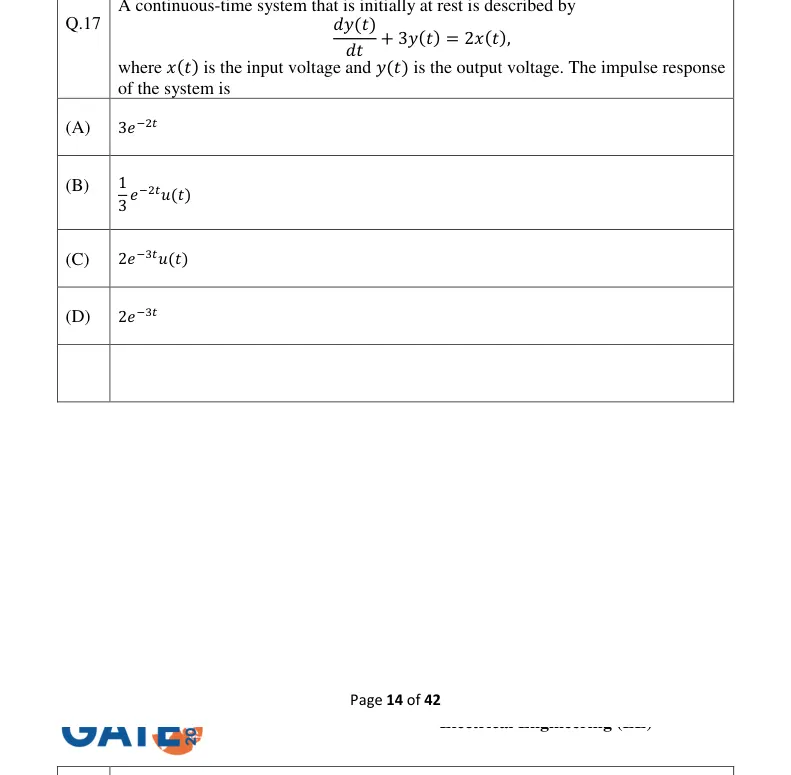 A continuous-time system that is initially at rest is described by
Q.17
dy(t)/dt + 3y(t) = 2x(t),
where x(t) is the input voltage and y(t) is the output voltage. The impulse response
of the system is
(A) 3e^{-2t}
(B) 1/3 e^{-2t}u(t)
(C) 2e^{-3t}u(t)
(D) 2e^{-3t}
Page 14 of 42
GATE